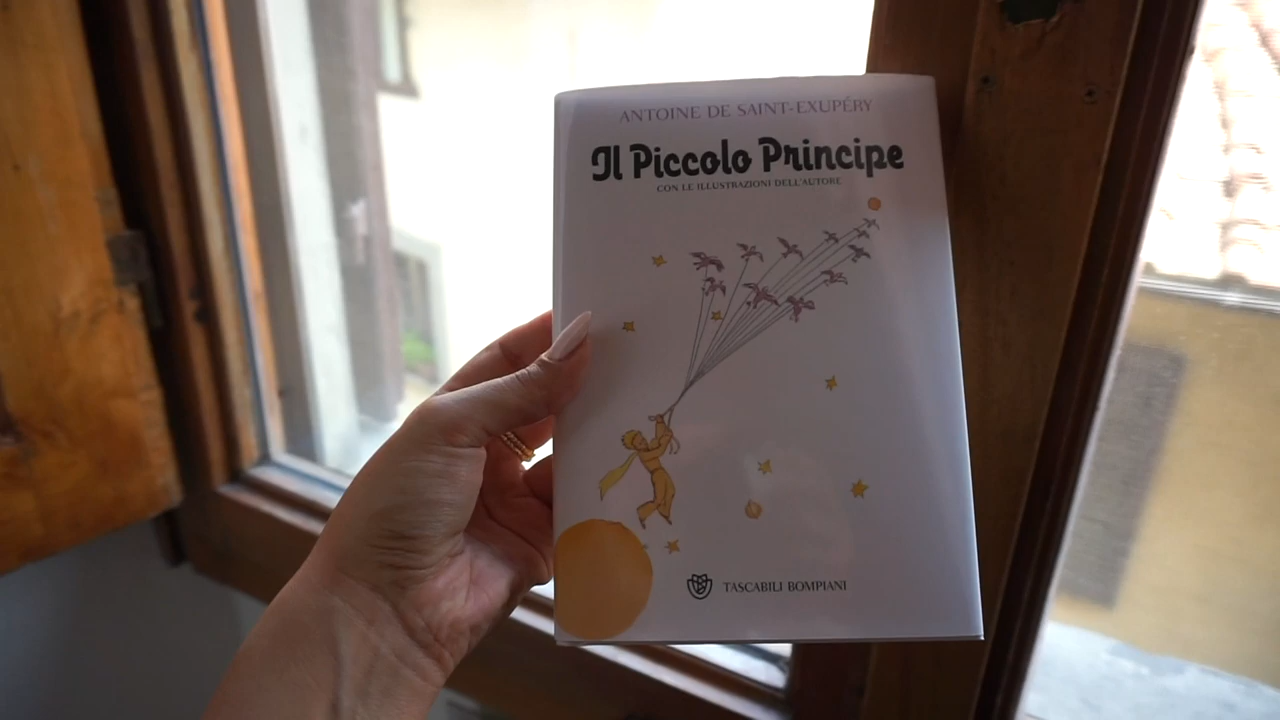 ANTOINE DE SAINT-EXUPÉRY
Il Piccolo Principe
CON LE ILLUSTRAZIONI DELL'AUTORE
TASCABILI BOMPIANI